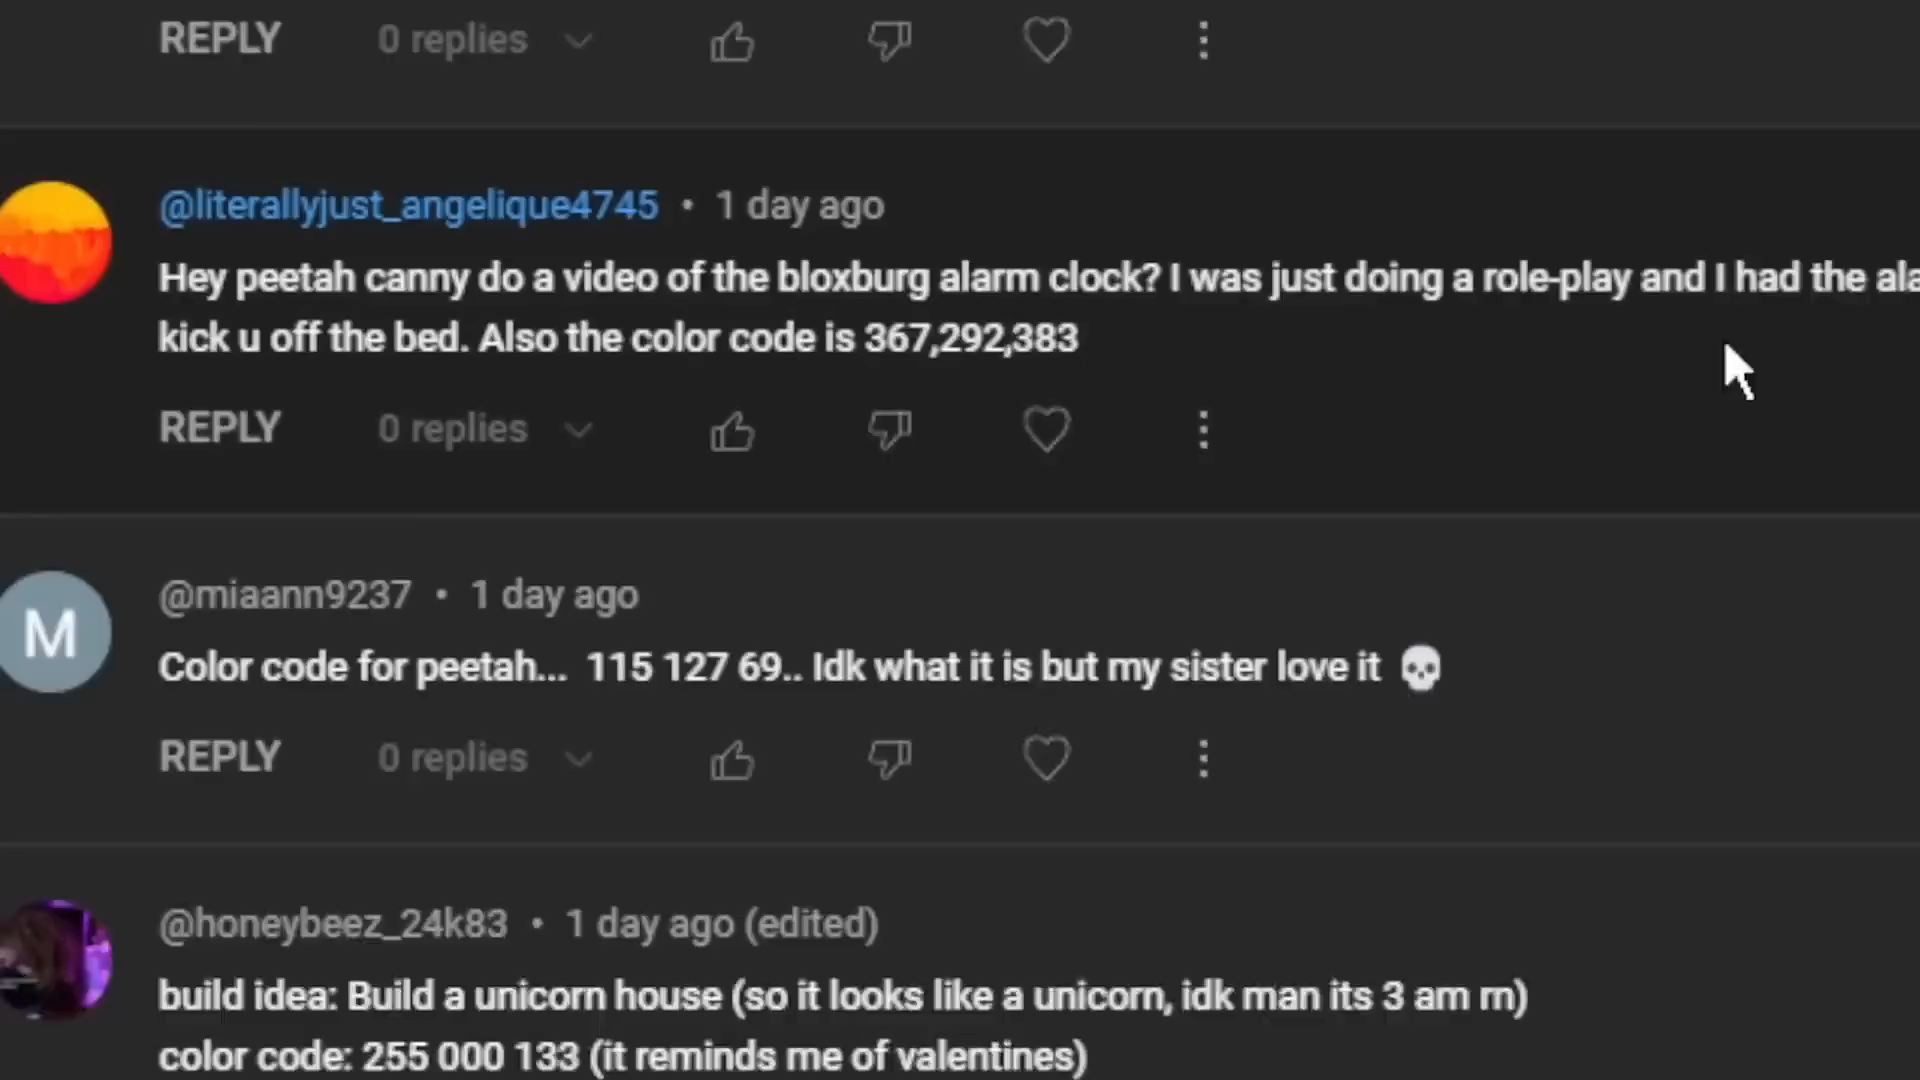 REPLY 0 replies
@literallyjust_angelique4745 • 1 day ago
Hey peetah canny do a video of the bloxburg alarm clock? I was just doing a role-play and I had the
kick u off the bed. Also the color code is 367,292,383
REPLY 0 replies
M
@miaann9237 • 1 day ago
Color code for peetah... 115 127 69.. Idk what it is but my sister love it 💀
REPLY 0 replies
@honeybeez_24k83 • 1 day ago (edited)
build idea: Build a unicorn house (so it looks like a unicorn, idk man its 3 am rn)
color code: 255 000 133 (it reminds me of valentines)